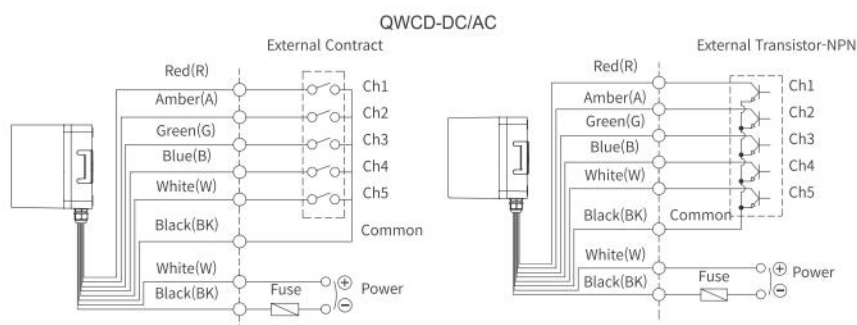 QWCD-DC/AC
External Contract
Red(R)
Ch1
Amber(A)
Ch2
Green(G)
Ch3
Blue(B)
Ch4
White(W)
Ch5
Black(BK)
Common
White(W)
Black(BK)
Fuse
+
-
Power
External Transistor-NPN
Red(R)
Ch1
Amber(A)
Ch2
Green(G)
Ch3
Blue(B)
Ch4
White(W)
Ch5
Black(BK)
Common
White(W)
Black(BK)
Fuse
+
-
Power